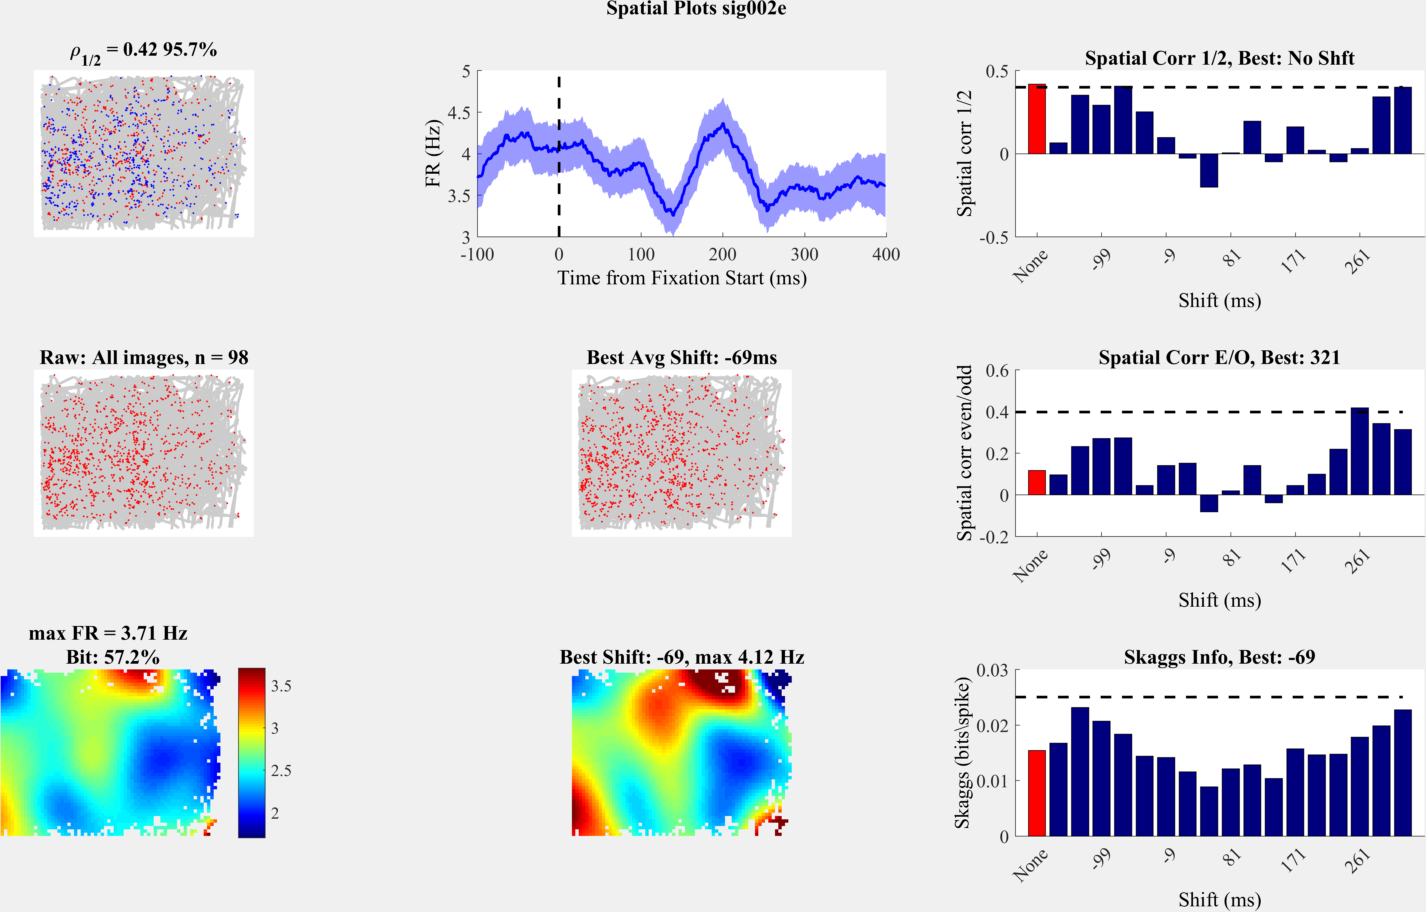 Spatial Plots sig002e
ρ1/2 = 0.42 95.7%
5
4.5
4
3.5
3
FR (Hz)
-100 0 100 200 300 400
Time from Fixation Start (ms)
Spatial Corr 1/2, Best: No Shft
0.5
0
-0.5
Spatial corr 1/2
None -99 -9 81 171 261
Shift (ms)
Raw: All images, n = 98
Best Avg Shift: -69ms
Spatial Corr E/O, Best: 321
0.6
0.4
0.2
0
-0.2
Spatial corr even/odd
None -99 -9 81 171 261
Shift (ms)
max FR = 3.71 Hz
Bit: 57.2%
3.5
3
2.5
2
Best Shift: -69, max 4.12 Hz
Skaggs Info, Best: -69
0.03
0.02
0.01
0
Skaggs (bits\spike)
None -99 -9 81 171 261
Shift (ms)